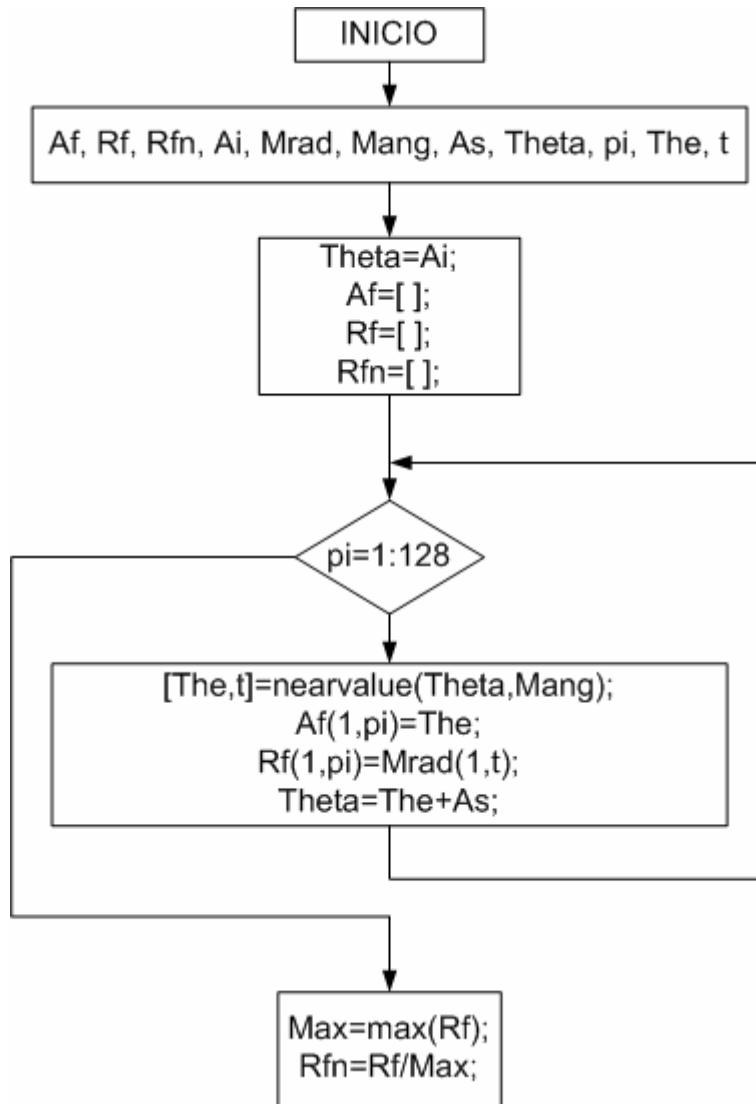 INICIO
Af, Rf, Rfn, Ai, Mrad, Mang, As, Theta, pi, The, t
Theta=Ai;
Af=[ ];
Rf=[ ];
Rfn=[ ];
pi=1:128
[The,t]=nearvalue(Theta,Mang);
Af(1,pi)=The;
Rf(1,pi)=Mrad(1,t);
Theta=The+As;
Max=max(Rf);
Rfn=Rf/Max;